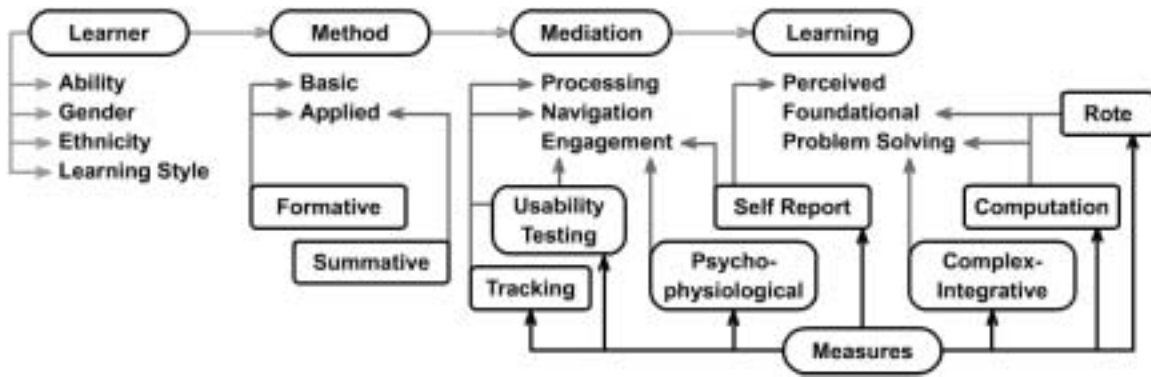 Learner
Method
Mediation
Learning
Ability
Gender
Ethnicity
Learning Style
Basic
Applied
Formative
Summative
Processing
Navigation
Engagement
Usability
Testing
Tracking
Psycho-
physiological
Perceived
Foundational
Problem Solving
Self Report
Rote
Computation
Complex-
Integrative
Measures